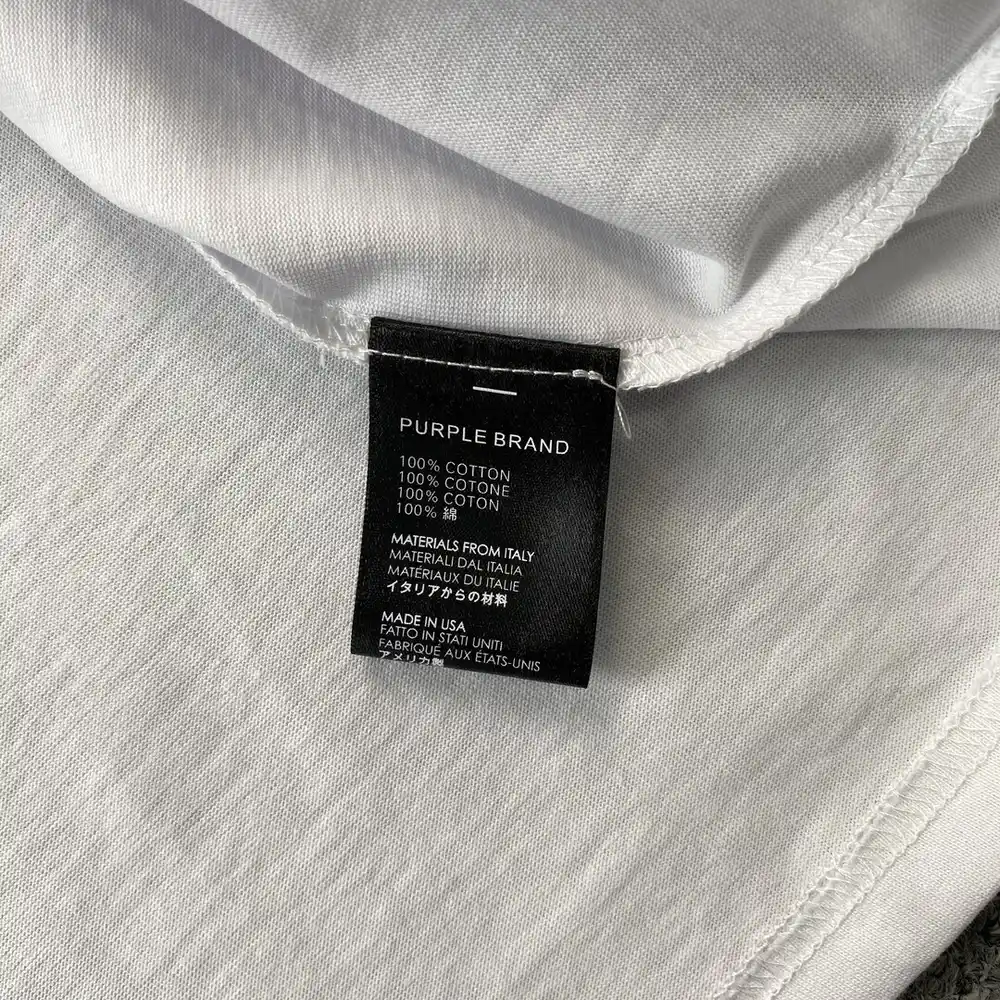 PURPLE BRAND
100% COTTON
100% COTONE
100% COTON
100% 綿
MATERIALS FROM ITALY
MATERIALI DAL ITALIA
MATÉRIAUX DU ITALIE
イタリアからの材料
MADE IN USA
FATTO IN STATI UNITI
FABRIQUÉ AUX ÉTATS-UNIS
アメリカ製